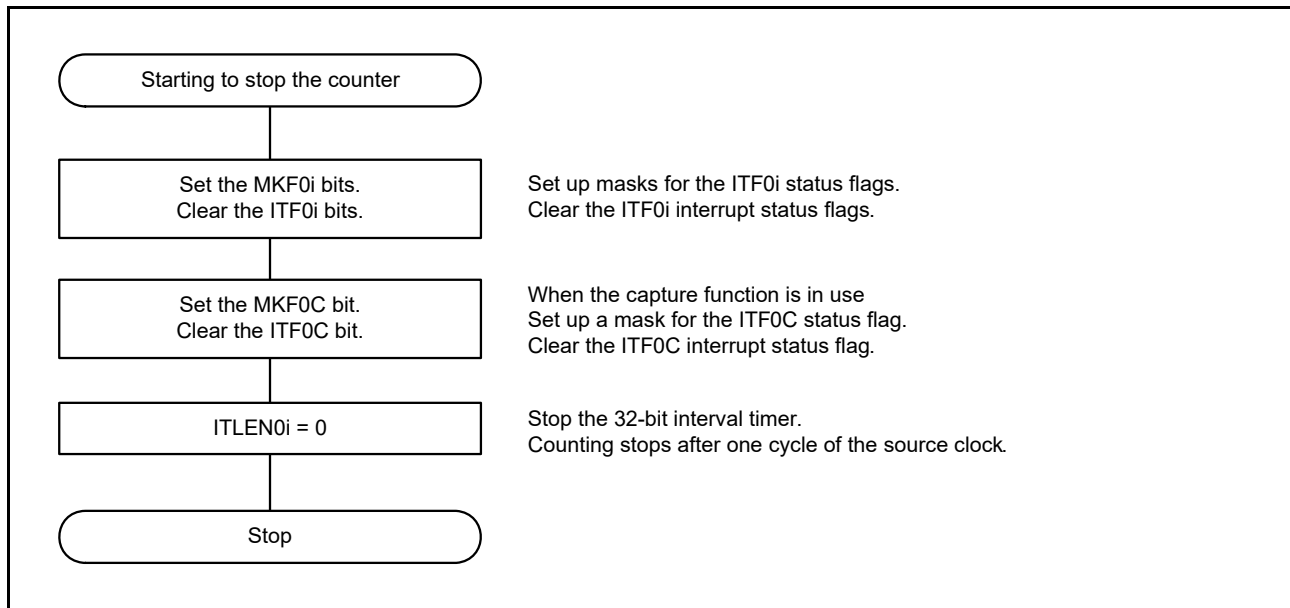 Starting to stop the counter
Set the MKF0i bits.
Clear the ITF0i bits.
Set up masks for the ITF0i status flags.
Clear the ITF0i interrupt status flags.
Set the MKF0C bit.
Clear the ITF0C bit.
When the capture function is in use
Set up a mask for the ITF0C status flag.
Clear the ITF0C interrupt status flag.
ITLEN0i = 0
Stop the 32-bit interval timer.
Counting stops after one cycle of the source clock.
Stop